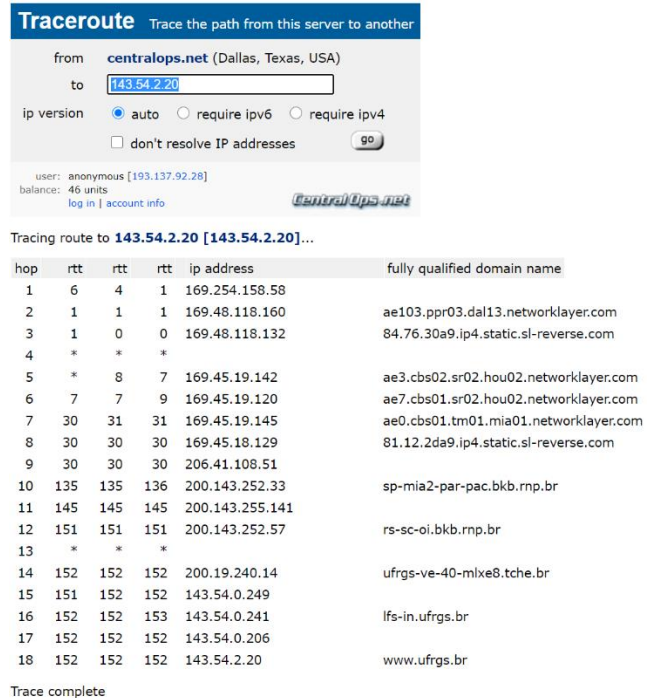 Traceroute Trace the path from this server to another
from centralops.net (Dallas, Texas, USA)
to 143.54.2.20
ip version auto require ipv6 require ipv4
don't resolve IP addresses go
user: anonymous [193.137.92.28]
balance: 46 units
log in | account info CentralOps.net
Tracing route to 143.54.2.20 [143.54.2.20]...
hop rtt rtt rtt ip address fully qualified domain name
1 6 4 1 169.254.158.58
2 1 1 1 169.48.118.160 ae103.ppr03.dal13.networklayer.com
3 1 0 0 169.48.118.132 84.76.30a9.ip4.static.sl-reverse.com
4 * * *
5 * 8 7 169.45.19.142 ae3.cbs02.sr02.hou02.networklayer.com
6 7 7 9 169.45.19.120 ae7.cbs01.sr02.hou02.networklayer.com
7 30 31 31 169.45.19.145 ae0.cbs01.tm01.mia01.networklayer.com
8 30 30 30 169.45.18.129 81.12.2da9.ip4.static.sl-reverse.com
9 30 30 30 206.41.108.51
10 135 135 136 200.143.252.33 sp-mia2-par-pac.bkb.rnp.br
11 145 145 145 200.143.255.141
12 151 151 151 200.143.252.57 rs-sc-oi.bkb.rnp.br
13 * * *
14 152 152 152 200.19.240.14 ufrgs-ve-40-mlxe8.tche.br
15 151 152 152 143.54.0.249
16 152 152 153 143.54.0.241 lfs-in.ufrgs.br
17 152 152 152 143.54.0.206
18 152 152 152 143.54.2.20 www.ufrgs.br
Trace complete